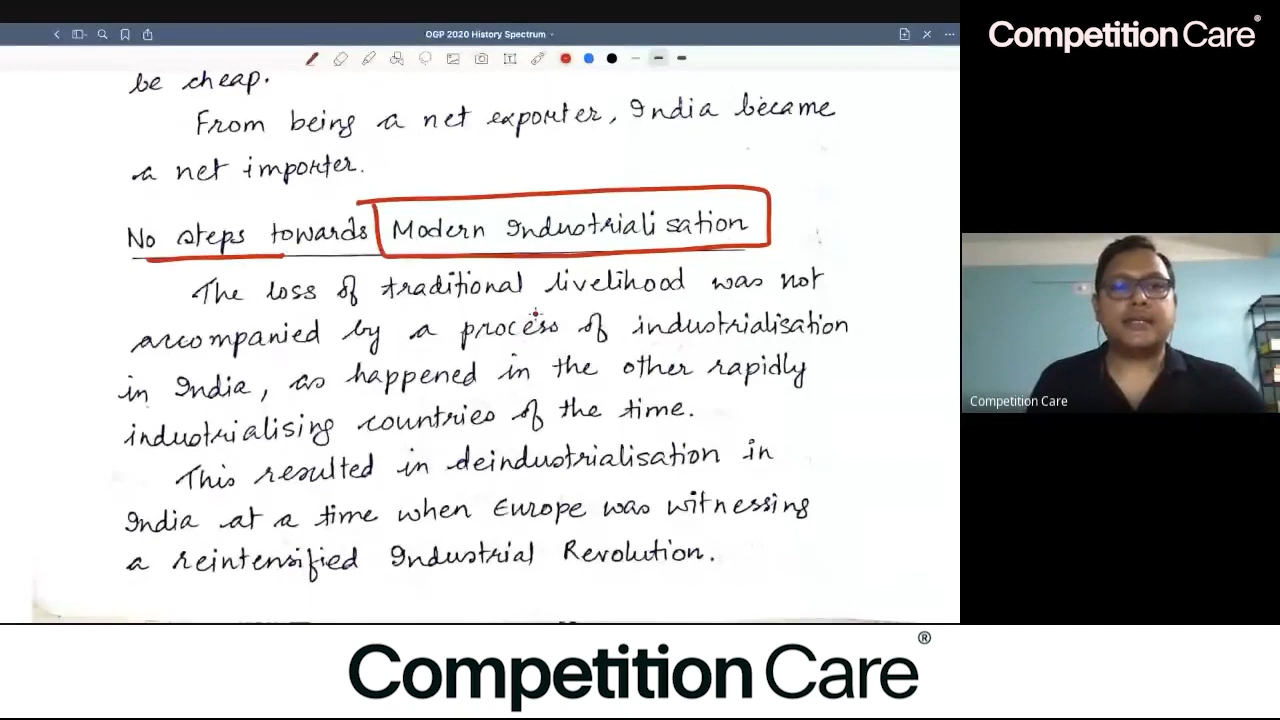 OGP 2020 History Spectrum
Competition Care®
be cheap.
From being a net exporter, India became
a net importer.
No steps towards Modern Industrialisation
The loss of traditional livelihood was not
accompanied by a process of industrialisation
in India, as happened in the other rapidly
industrialising countries of the time.
This resulted in deindustrialisation in
India at a time when Europe was witnessing
a reintensified Industrial Revolution.
Competition Care
Competition Care®